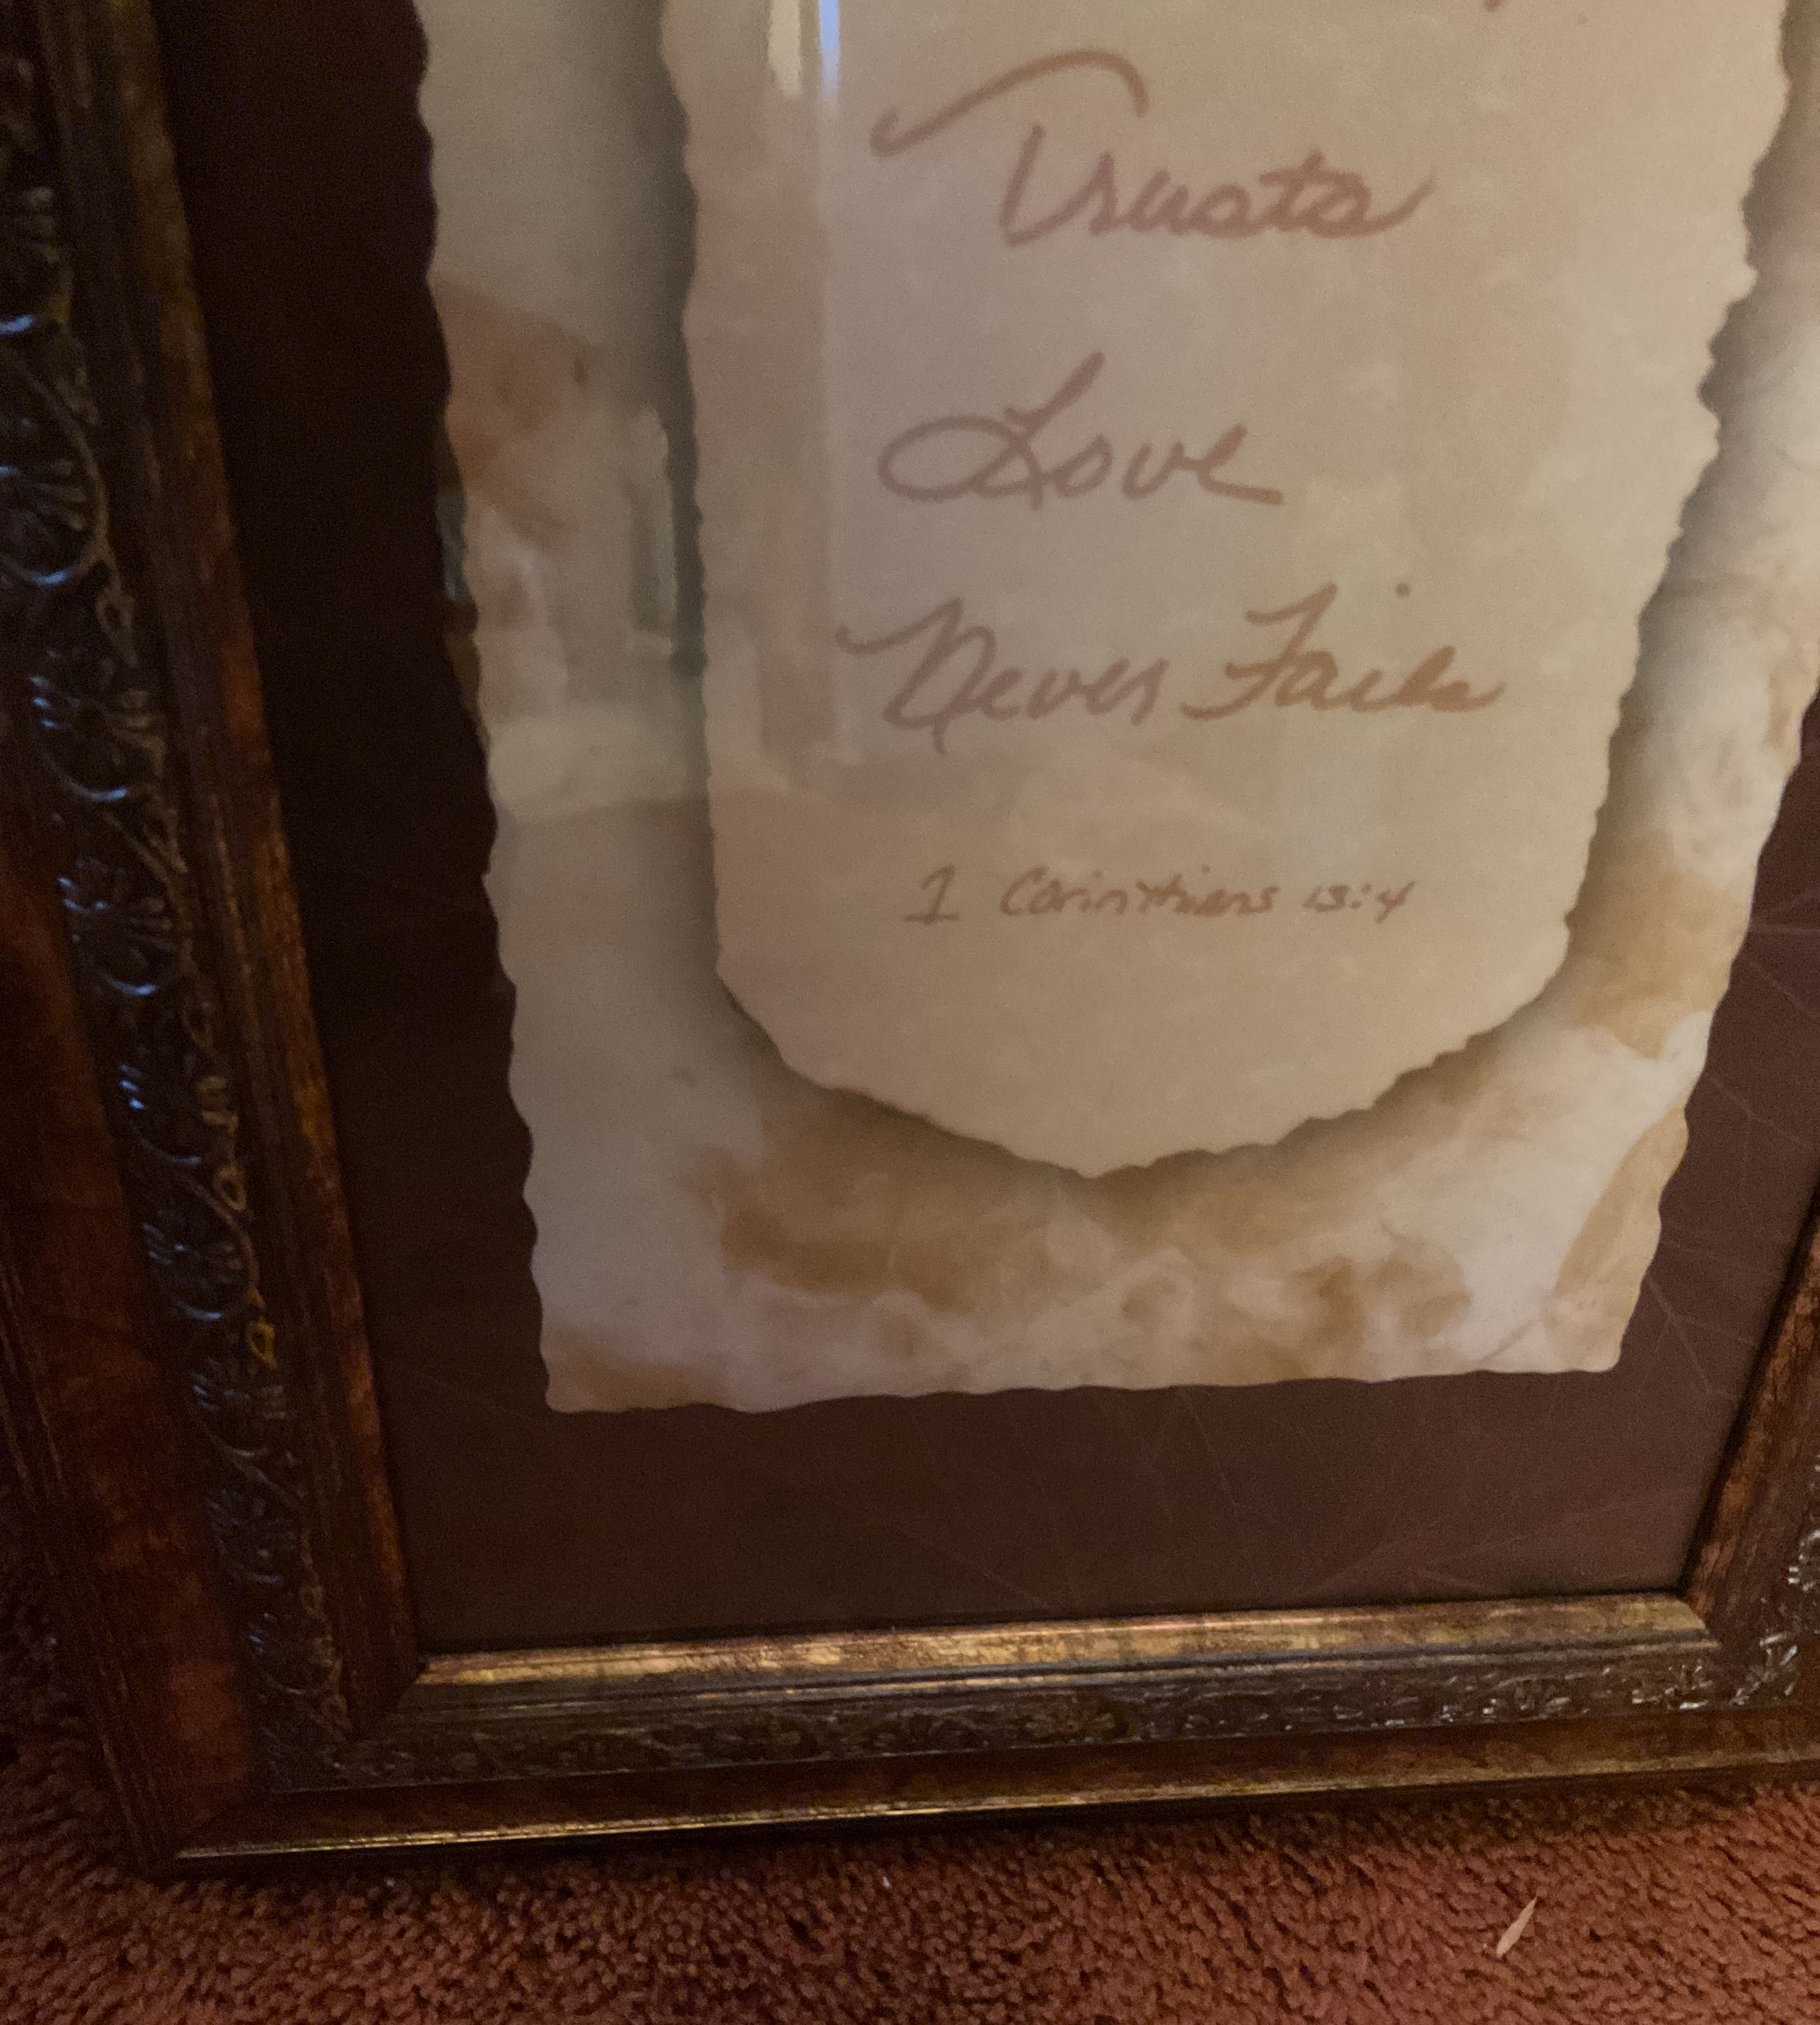 Trusts
Love
Never Fails
1 Corinthians 13:4